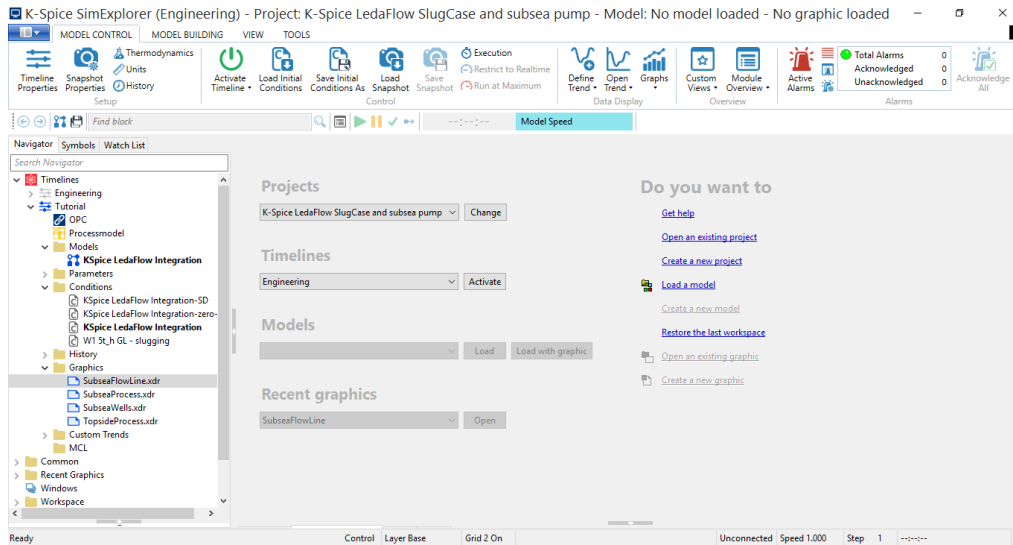 K-Spice SimExplorer (Engineering) - Project: K-Spice LedaFlow SlugCase and subsea pump - Model: No model loaded - No graphic loaded
MODEL CONTROL MODEL BUILDING VIEW TOOLS
Timeline Properties
Snapshot Properties
Thermodynamics
Units
History
Setup
Activate Timeline
Load Initial Conditions
Save Initial Conditions As
Load Snapshot
Save Snapshot
Execution
Restrict to Realtime
Run at Maximum
Control
Define Trend
Open Trend
Graphs
Data Display
Custom Views
Module Overview
Overview
Active Alarms
Total Alarms 0
Acknowledged 0
Unacknowledged 0
Alarms
Acknowledge All
Find block
--:--:--
Model Speed
Navigator Symbols Watch List
Search Navigator
Timelines
Engineering
Tutorial
OPC
Processmodel
Models
KSpice LedaFlow Integration
Parameters
Conditions
KSpice LedaFlow Integration-SD
KSpice LedaFlow Integration-zero-
KSpice LedaFlow Integration
W1 5t_h GL - slugging
History
Graphics
SubseaFlowLine.xdr
SubseaProcess.xdr
SubseaWells.xdr
TopsideProcess.xdr
Custom Trends
MCL
Common
Recent Graphics
Windows
Workspace
Projects
K-Spice LedaFlow SlugCase and subsea pump Change
Timelines
Engineering Activate
Models
Load Load with graphic
Recent graphics
SubseaFlowLine Open
Do you want to
Get help
Open an existing project
Create a new project
Load a model
Create a new model
Restore the last workspace
Open an existing graphic
Create a new graphic
Ready Control Layer Base Grid 2 On Unconnected Speed 1.000 Step 1 --:--:--